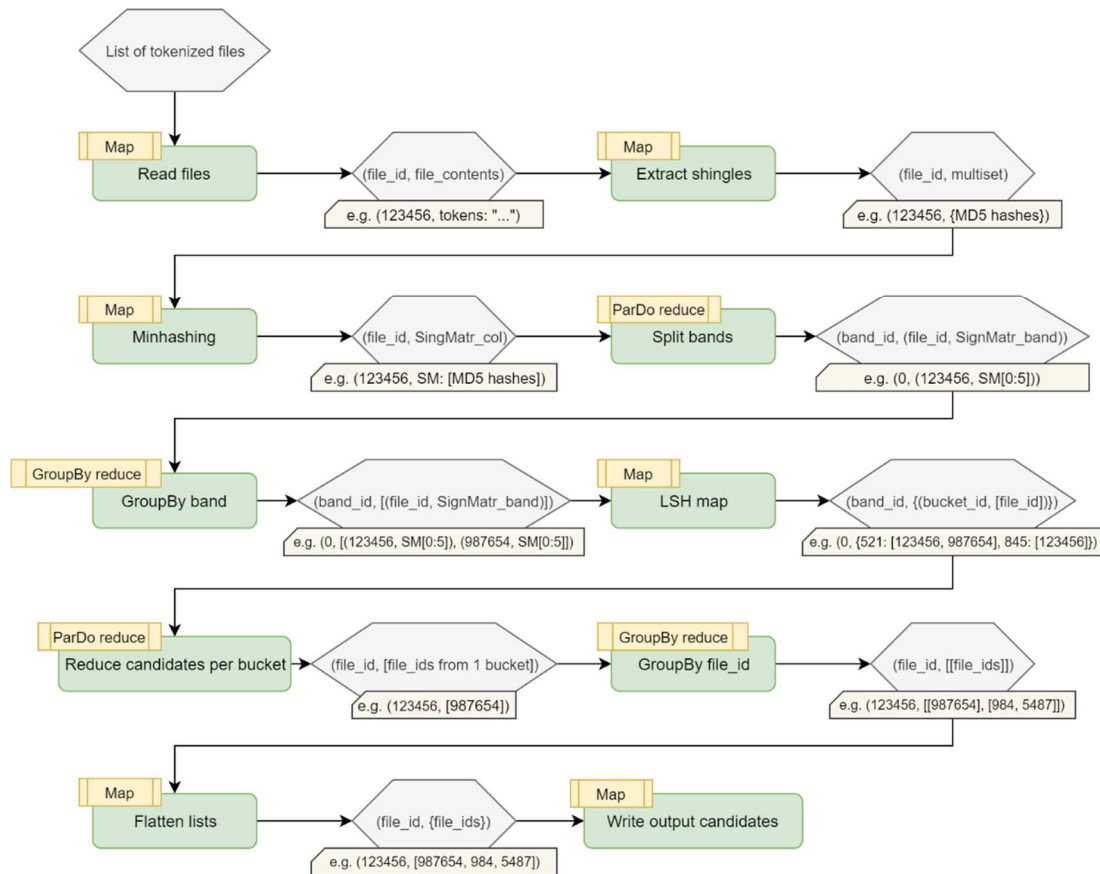 List of tokenized files
Map
Read files
(file_id, file_contents)
e.g. (123456, tokens: "...")
Map
Extract shingles
(file_id, multiset)
e.g. (123456, {MD5 hashes})
Map
Minhashing
(file_id, SingMatr_col)
e.g. (123456, SM: [MD5 hashes])
ParDo reduce
Split bands
(band_id, (file_id, SignMatr_band))
e.g. (0, (123456, SM[0:5]))
GroupBy reduce
GroupBy band
(band_id, [(file_id, SignMatr_band)])
e.g. (0, [(123456, SM[0:5]), (987654, SM[0:5]])
Map
LSH map
(band_id, {(bucket_id, [file_id])})
e.g. (0, {521: [123456, 987654], 845: [123456]})
ParDo reduce
Reduce candidates per bucket
(file_id, [file_ids from 1 bucket])
e.g. (123456, [987654])
GroupBy reduce
GroupBy file_id
(file_id, [[file_ids]])
e.g. (123456, [[987654], [984, 5487]])
Map
Flatten lists
(file_id, {file_ids})
e.g. (123456, [987654, 984, 5487])
Map
Write output candidates